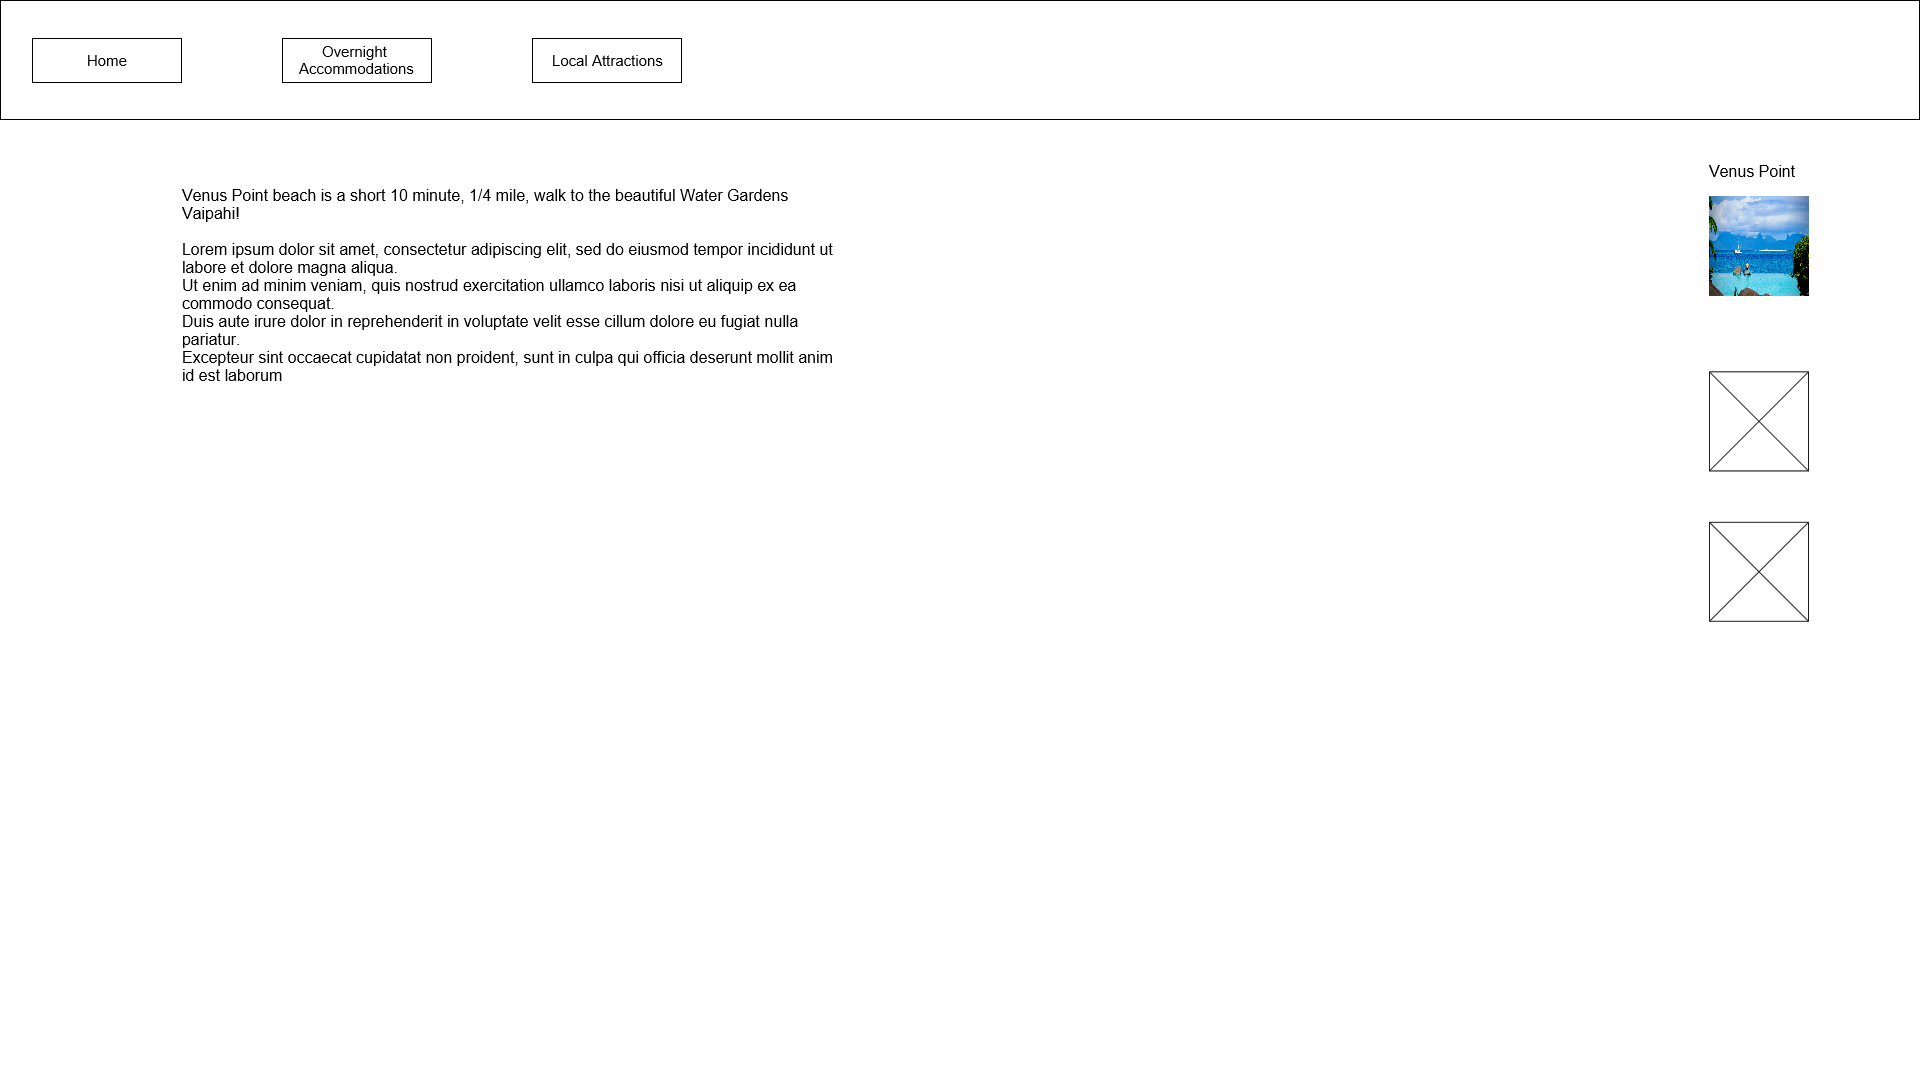 Home
Overnight
Accommodations
Local Attractions
Venus Point
Venus Point beach is a short 10 minute, 1/4 mile, walk to the beautiful Water Gardens
Vaipahi!
Lorem ipsum dolor sit amet, consectetur adipiscing elit, sed do eiusmod tempor incididunt ut
labore et dolore magna aliqua.
Ut enim ad minim veniam, quis nostrud exercitation ullamco laboris nisi ut aliquip ex ea
commodo consequat.
Duis aute irure dolor in reprehenderit in voluptate velit esse cillum dolore eu fugiat nulla
pariatur.
Excepteur sint occaecat cupidatat non proident, sunt in culpa qui officia deserunt mollit anim
id est laborum